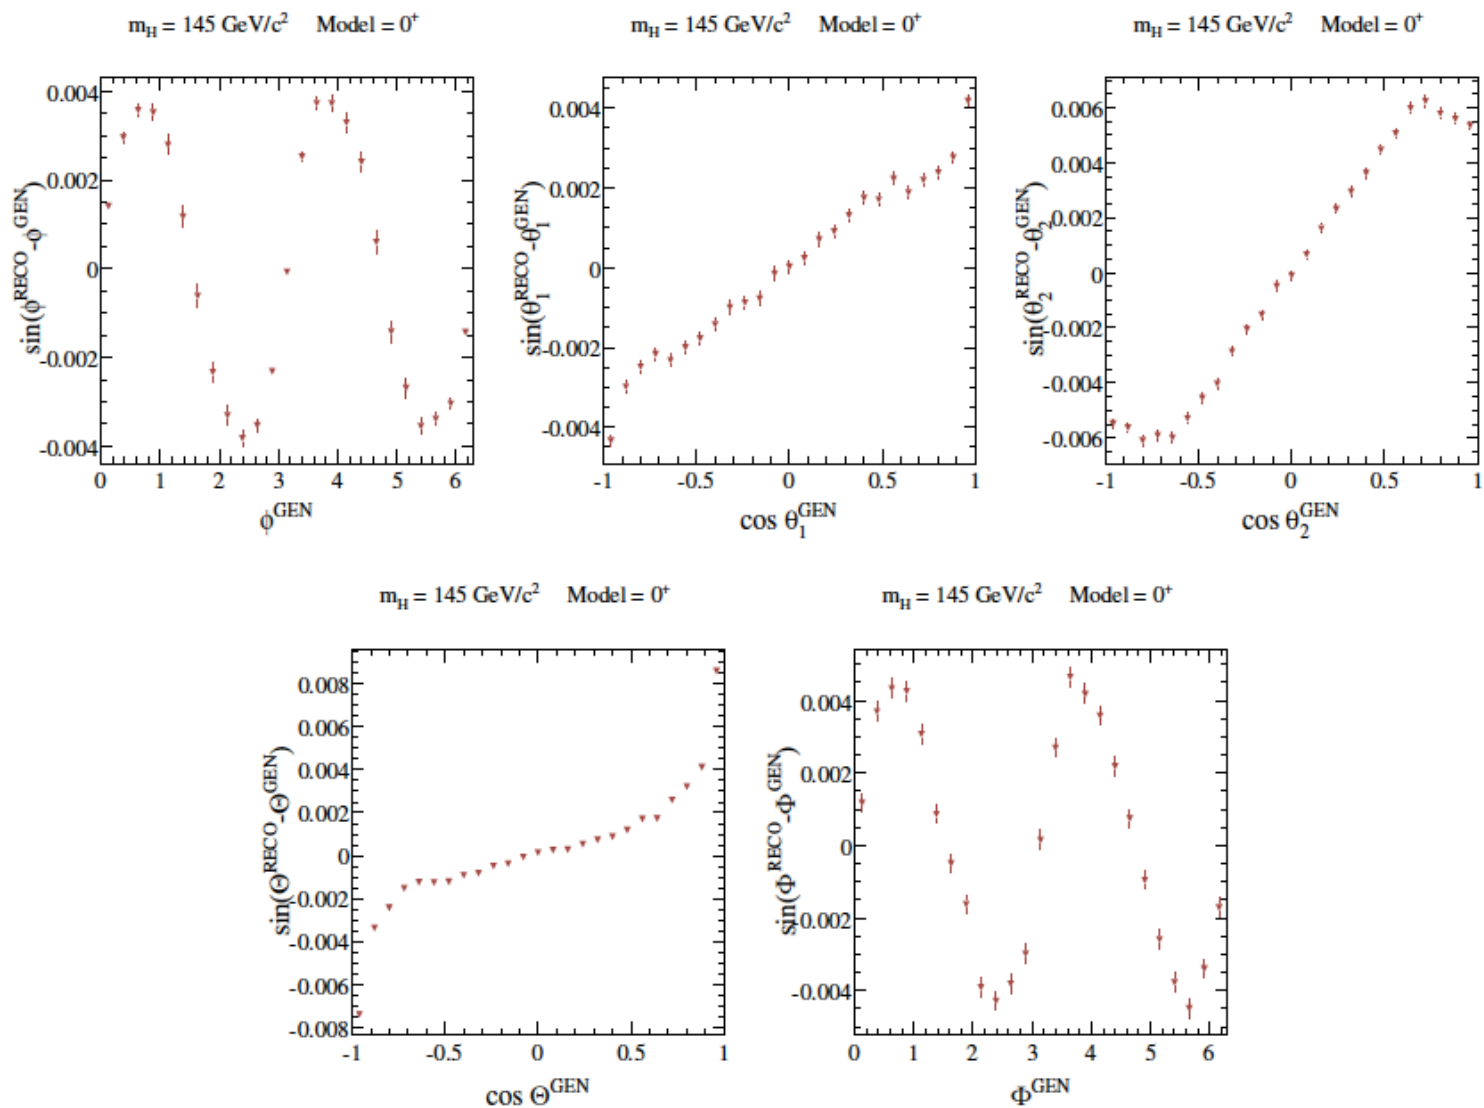 m_H = 145 GeV/c² Model = 0⁺
sin(ϕ^RECO-ϕ^GEN)
0.004
0.002
0
-0.002
-0.004
0 1 2 3 4 5 6
ϕ^GEN
m_H = 145 GeV/c² Model = 0⁺
sin(θ_1^RECO-θ_1^GEN)
0.004
0.002
0
-0.002
-0.004
-1 -0.5 0 0.5 1
cos θ_1^GEN
m_H = 145 GeV/c² Model = 0⁺
sin(θ_2^RECO-θ_2^GEN)
0.006
0.004
0.002
0
-0.002
-0.004
-0.006
-1 -0.5 0 0.5 1
cos θ_2^GEN
m_H = 145 GeV/c² Model = 0⁺
sin(Θ^RECO-Θ^GEN)
0.008
0.006
0.004
0.002
0
-0.002
-0.004
-0.006
-0.008
-1 -0.5 0 0.5 1
cos Θ^GEN
m_H = 145 GeV/c² Model = 0⁺
sin(Φ^RECO-Φ^GEN)
0.004
0.002
0
-0.002
-0.004
0 1 2 3 4 5 6
Φ^GEN